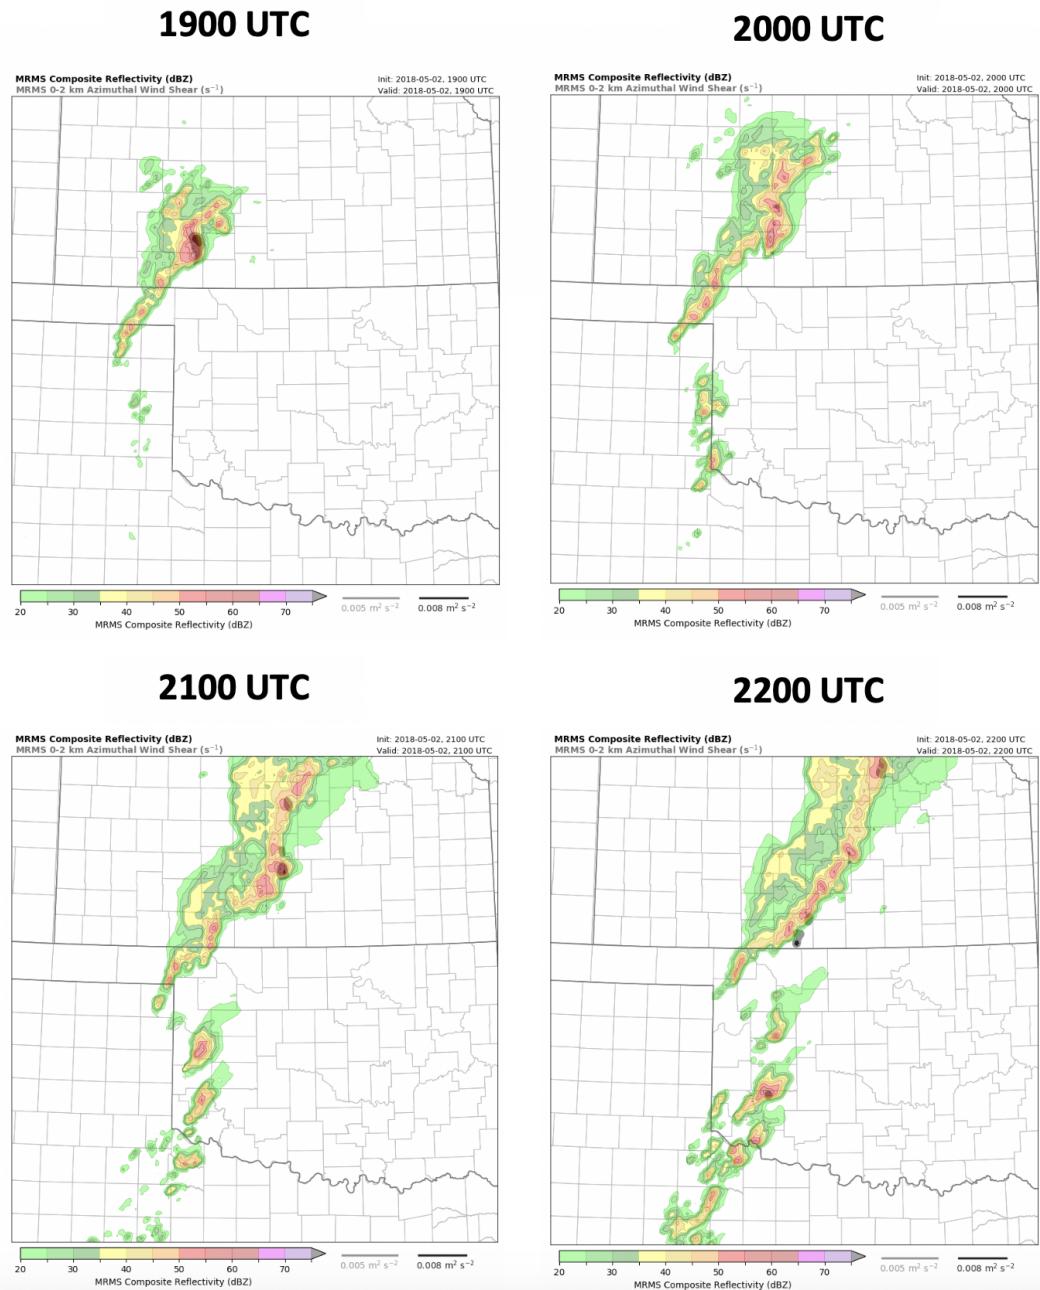 1900 UTC
2000 UTC
MRMS Composite Reflectivity (dBZ)
MRMS 0-2 km Azimuthal Wind Shear (s⁻¹)
Init: 2018-05-02, 1900 UTC
Valid: 2018-05-02, 1900 UTC
MRMS Composite Reflectivity (dBZ)
MRMS 0-2 km Azimuthal Wind Shear (s⁻¹)
Init: 2018-05-02, 2000 UTC
Valid: 2018-05-02, 2000 UTC
20 30 40 50 60 70
MRMS Composite Reflectivity (dBZ)
0.005 m² s⁻²
0.008 m² s⁻²
20 30 40 50 60 70
MRMS Composite Reflectivity (dBZ)
0.005 m² s⁻²
0.008 m² s⁻²
2100 UTC
2200 UTC
MRMS Composite Reflectivity (dBZ)
MRMS 0-2 km Azimuthal Wind Shear (s⁻¹)
Init: 2018-05-02, 2100 UTC
Valid: 2018-05-02, 2100 UTC
MRMS Composite Reflectivity (dBZ)
MRMS 0-2 km Azimuthal Wind Shear (s⁻¹)
Init: 2018-05-02, 2200 UTC
Valid: 2018-05-02, 2200 UTC
20 30 40 50 60 70
MRMS Composite Reflectivity (dBZ)
0.005 m² s⁻²
0.008 m² s⁻²
20 30 40 50 60 70
MRMS Composite Reflectivity (dBZ)
0.005 m² s⁻²
0.008 m² s⁻²